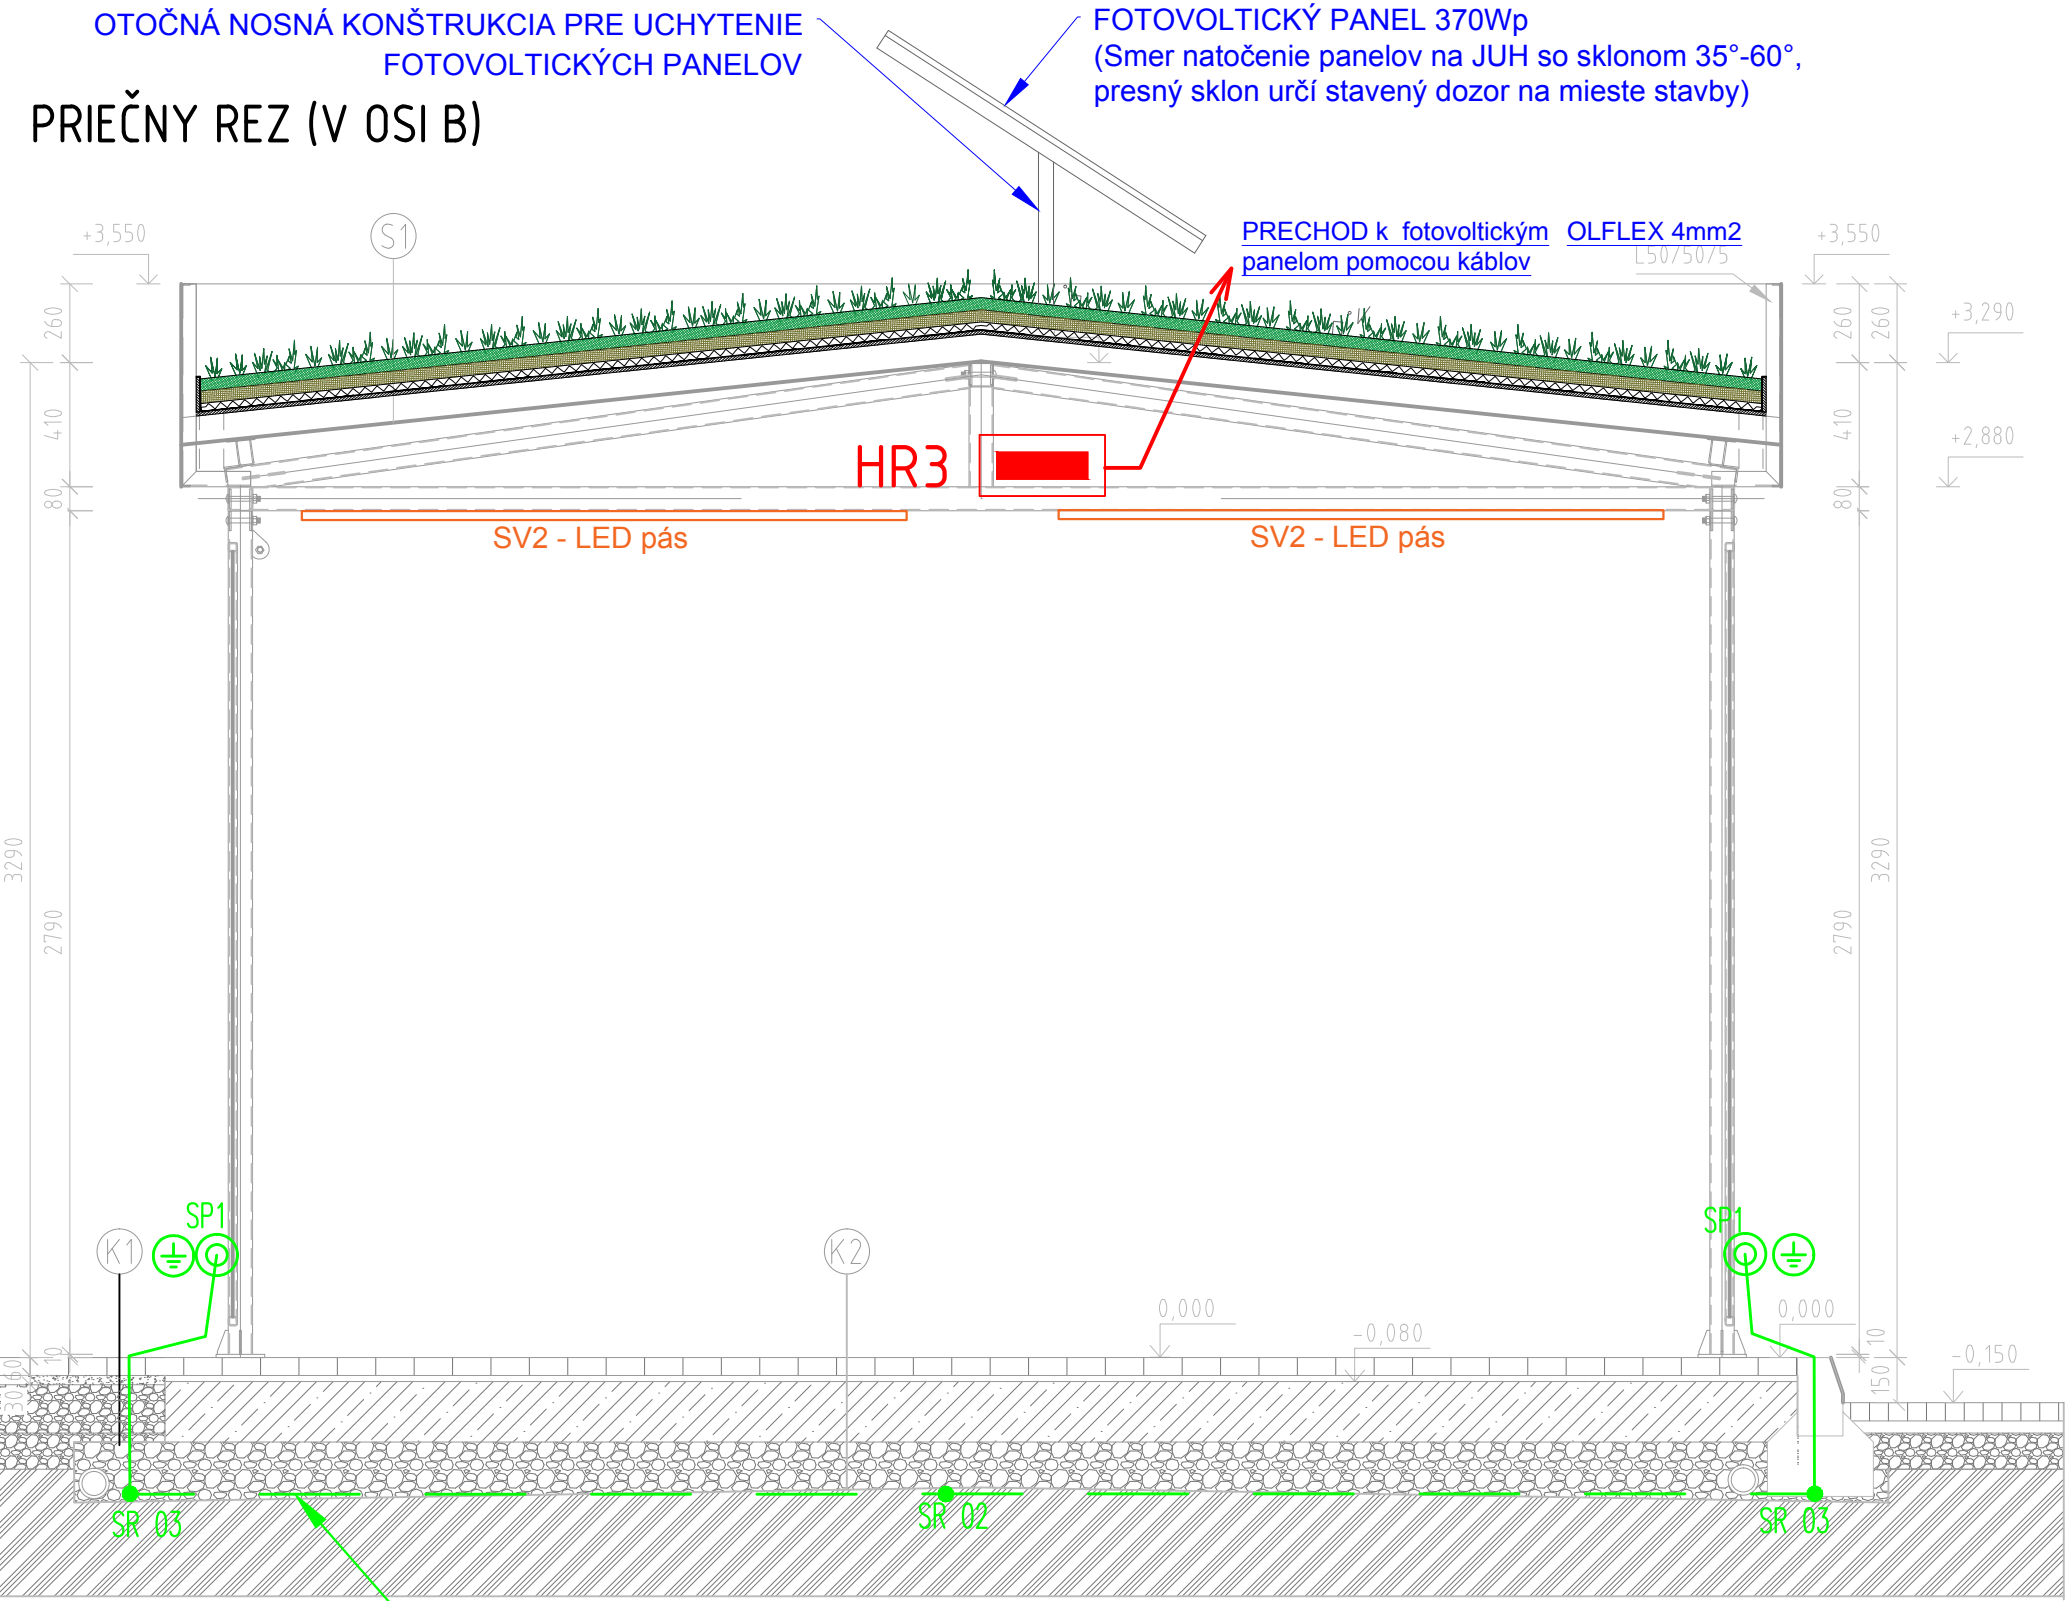 OTOČNÁ NOSNÁ KONŠTRUKCIA PRE UCHYTENIE
FOTOVOLTICKÝCH PANELOV
FOTOVOLTICKÝ PANEL 370Wp
(Smer natočenie panelov na JUH so sklonom 35°-60°,
presný sklon určí stavený dozor na mieste stavby)
PRIEČNY REZ (V OSI B)
PRECHOD k fotovoltickým OLFLEX 4mm2
panelom pomocou káblov
L50/50/5
+3,550
S1
+3,550
260
260
260
+3,290
410
410
+2,880
HR3
80
80
SV2 - LED pás
SV2 - LED pás
3290
2790
2790
3290
SP1
SP1
K1
K2
0,000
-0,080
0,000
10
10
-0,150
60
30
150
SR 03
SR 02
SR 03